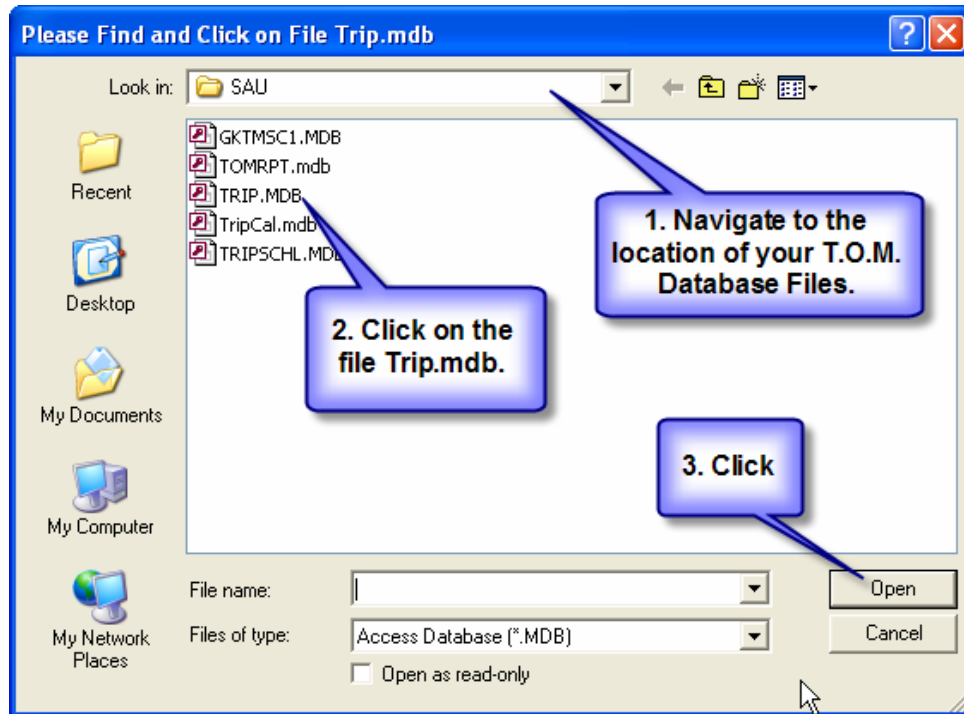 Please Find and Click on File Trip.mdb
Look in:
SAU
Recent
Desktop
My Documents
My Computer
My Network
Places
GKTMSC1.MDB
TOMRPT.mdb
TRIP.MDB
TripCal.mdb
TRIPSCHL.MDB
1. Navigate to the
location of your T.O.M.
Database Files.
2. Click on the
file Trip.mdb.
3. Click
File name:
Open
Files of type:
Access Database (*.MDB)
Cancel
Open as read-only